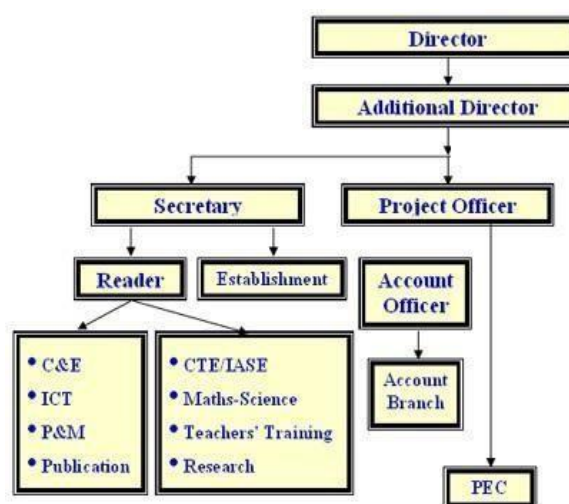 Director
Additional Director
Secretary
Project Officer
Reader
Establishment
Account
Officer
• C&E
• ICT
• P&M
• Publication
• CTE/IASE
• Maths-Science
• Teachers' Training
• Research
Account
Branch
PEC